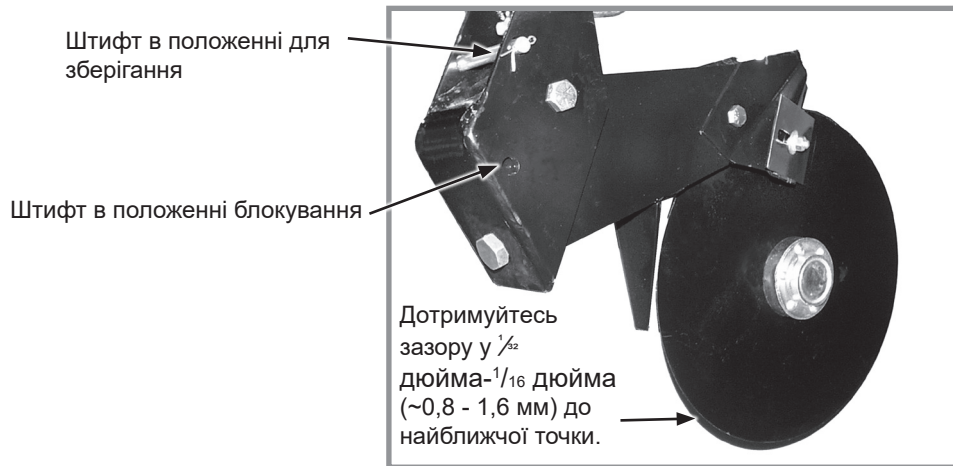 Штифт в положенні для
зберігання
Штифт в положенні блокування
Дотримуйтесь
зазору у ¹⁄₃₂
дюйма-¹/₁₆ дюйма
(~0,8 - 1,6 мм) до
найближчої точки.